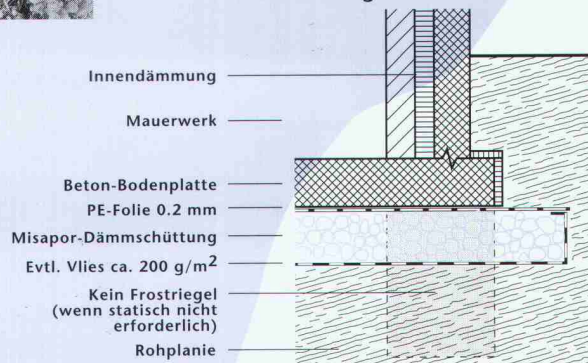 Innendämmung
Mauerwerk
Beton-Bodenplatte
PE-Folie 0.2 mm
Misapor-Dämmschüttung
Evtl. Vlies ca. 200 g/m²
Kein Frostriegel
(wenn statisch nicht
erforderlich)
Rohplanie